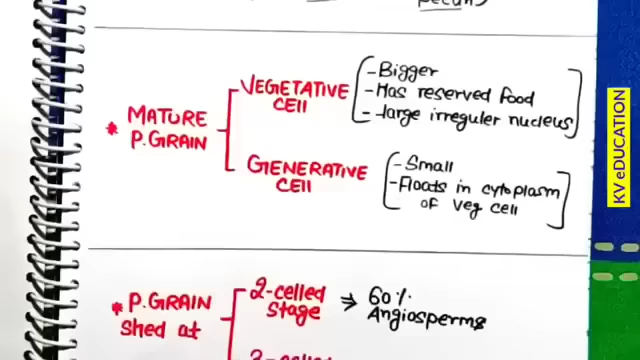 VEGETATIVE
CEll
-Bigger
-Has reserved food
-large irreguler nucleus
* MATURE
P.GRAIN
GENERATIVE
CEll
-Small
-Floats in cytoplasm
of veg cell
* P.GRAIN
Shed at
2-celled
Stage
⇒ 60%
Angiosperms
KV eDUCATION